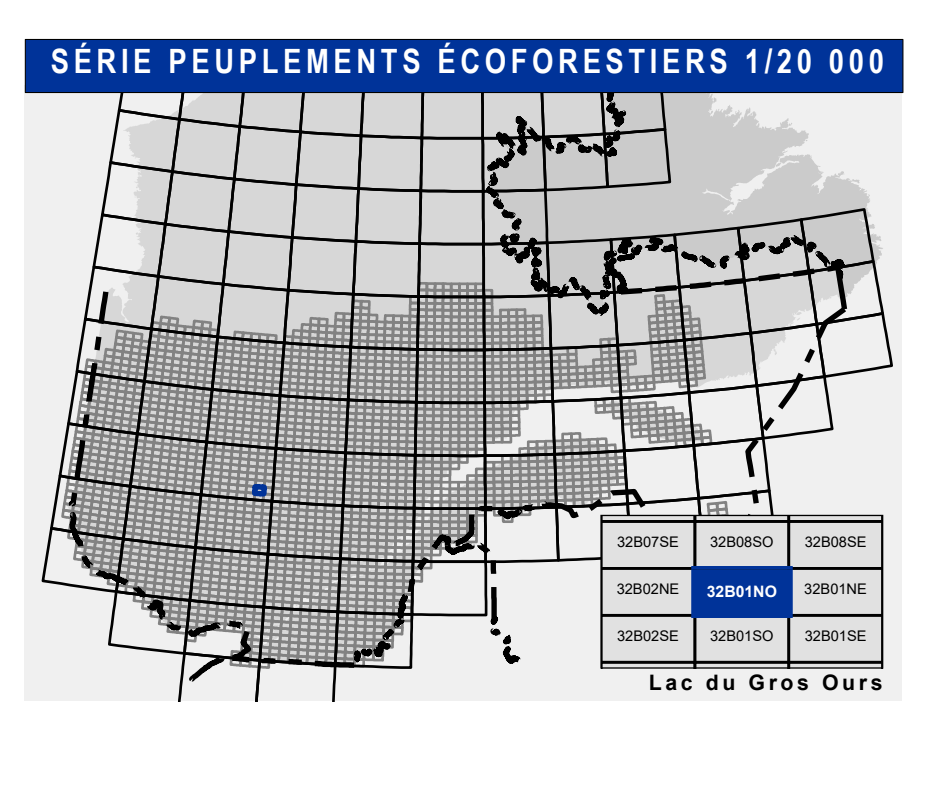 SÉRIE PEUPLEMENTS ÉCOFORESTIERS 1/20 000
32B07SE 32B08SO 32B08SE
32B02NE 32B01NO 32B01NE
32B02SE 32B01SO 32B01SE
Lac du Gros Ours